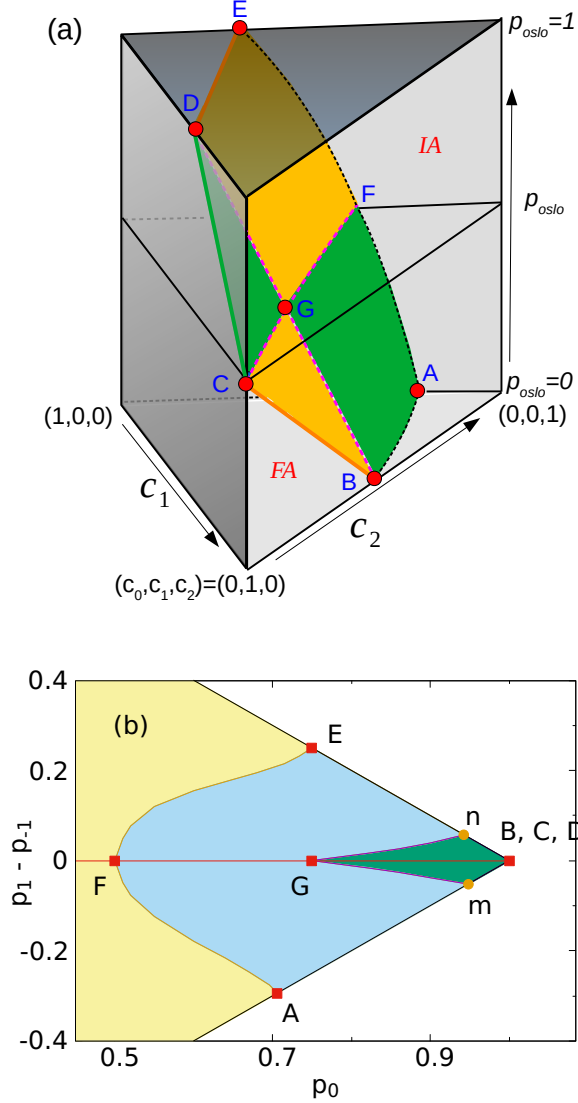 (a)
E
p_oslo=1
D
IA
F
p_oslo
G
C
A
p_oslo=0
(1,0,0)
(0,0,1)
FA
B
c_1
c_2
(c_0,c_1,c_2)=(0,1,0)
0.4
(b)
E
0.2
n
B, C, D
p_1 - p_-1
0
F
G
m
-0.2
A
-0.4
0.5
0.7
0.9
p_0